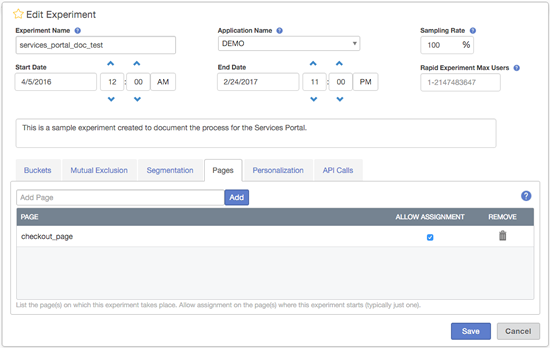 Edit Experiment
Experiment Name ? Application Name ? Sampling Rate ?
services_portal_doc_test DEMO 100 %
Start Date End Date Rapid Experiment Max Users ?
4/5/2016 12 : 00 AM 2/24/2017 11 : 00 PM 1-2147483647
This is a sample experiment created to document the process for the Services Portal.
Buckets Mutual Exclusion Segmentation Pages Personalization API Calls
Add Page Add ?
PAGE ALLOW ASSIGNMENT REMOVE
checkout_page
List the page(s) on which this experiment takes place. Allow assignment on the page(s) where this experiment starts (typically just one).
Save Cancel